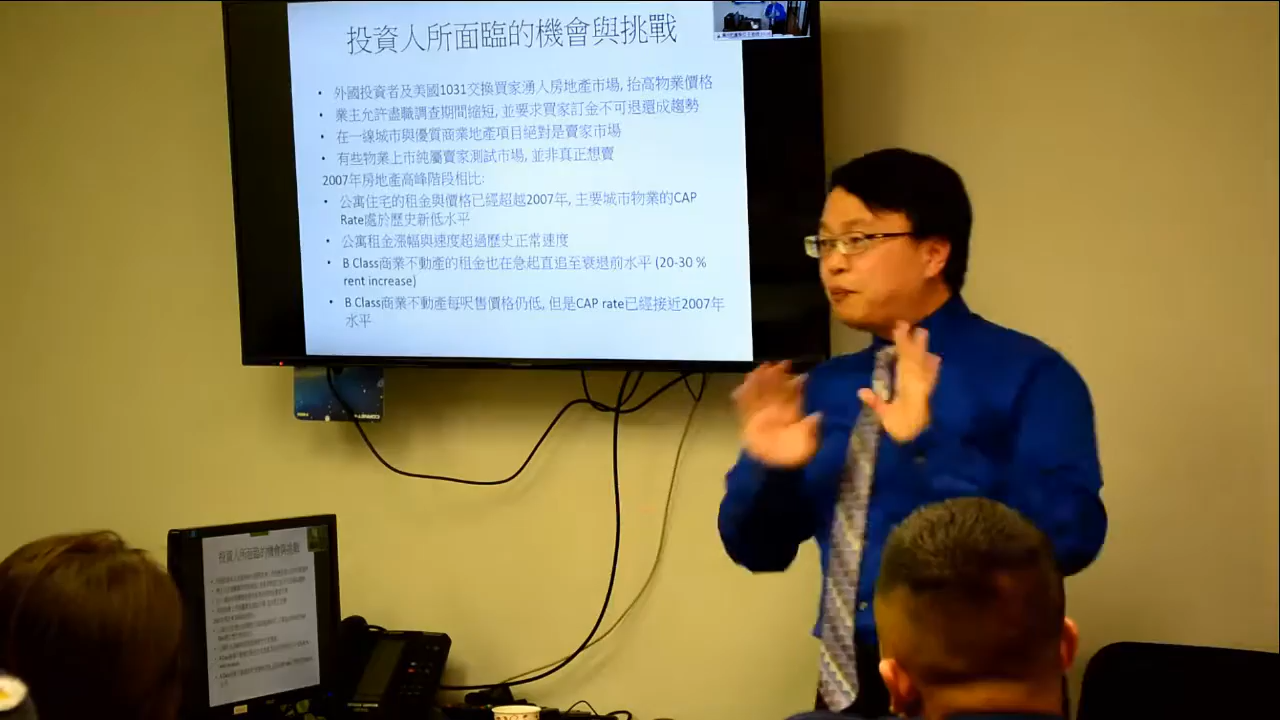 投資人所面臨的機會與挑戰
• 外國投資者及美國1031交換買家湧人房地產市場, 抬高物業價格
• 業主允許盡職調查期間縮短, 並要求買家訂金不可退還成趨勢
• 在一線城市與優質商業地產項目絕對是賣家市場
• 有些物業上市純屬賣家測試市場, 並非真正想賣
2007年房地產高峰階段相比:
• 公寓住宅的租金與價格已經超越2007年, 主要城市物業的CAP
Rate處於歷史新低水平
• 公寓租金漲幅與速度超過歷史正常速度
• B Class商業不動產的租金也在急起直追至衰退前水平 (20-30 %
rent increase)
• B Class商業不動產每呎售價格仍低, 但是CAP rate已經接近2007年
水平
投資人所面臨的機會與挑戰